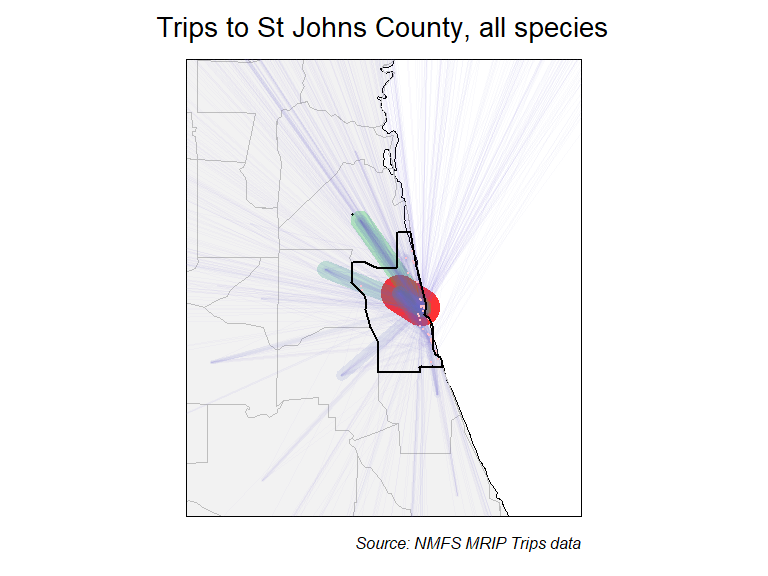 Trips to St Johns County, all species
Source: NMFS MRIP Trips data